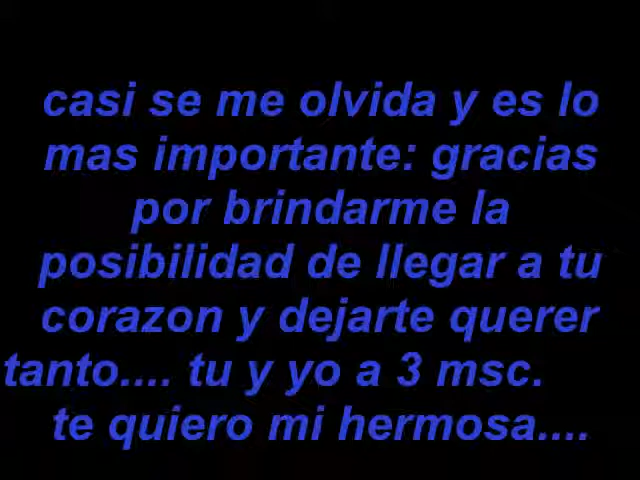 casi se me olvida y es lo
mas importante: gracias
por brindarme la
posibilidad de llegar a tu
corazon y dejarte querer
tanto.... tu y yo a 3 msc.
te quiero mi hermosa....